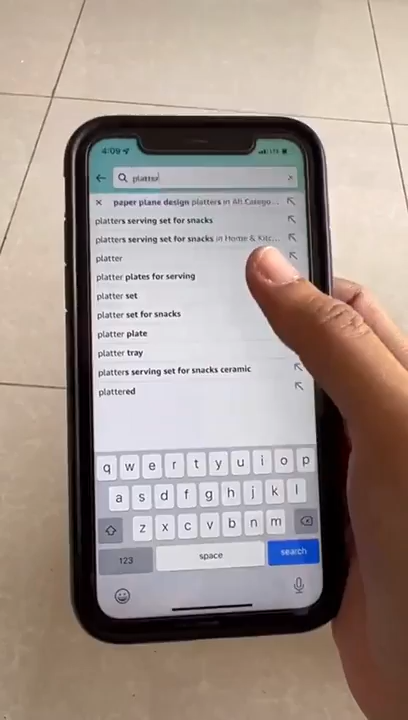 4:09
LTE
platter
paper plane design platters in All Catego...
platters serving set for snacks
platters serving set for snacks in Home & Kitc...
platter
platter plates for serving
platter set
platter set for snacks
platter plate
platter tray
platters serving set for snacks ceramic
plattered
q w e r t y u i o p
a s d f g h j k l
z x c v b n m
123 space search